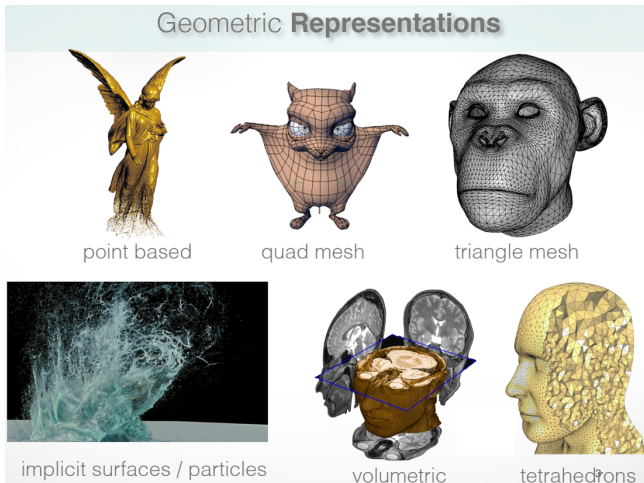 Geometric Representations
point based
quad mesh
triangle mesh
implicit surfaces / particles
volumetric
tetrahedrons